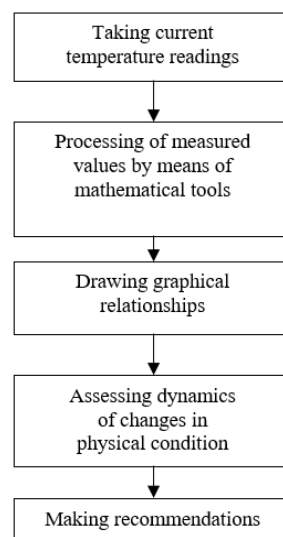 Taking current
temperature readings
Processing of measured
values by means of
mathematical tools
Drawing graphical
relationships
Assessing dynamics
of changes in
physical condition
Making recommendations